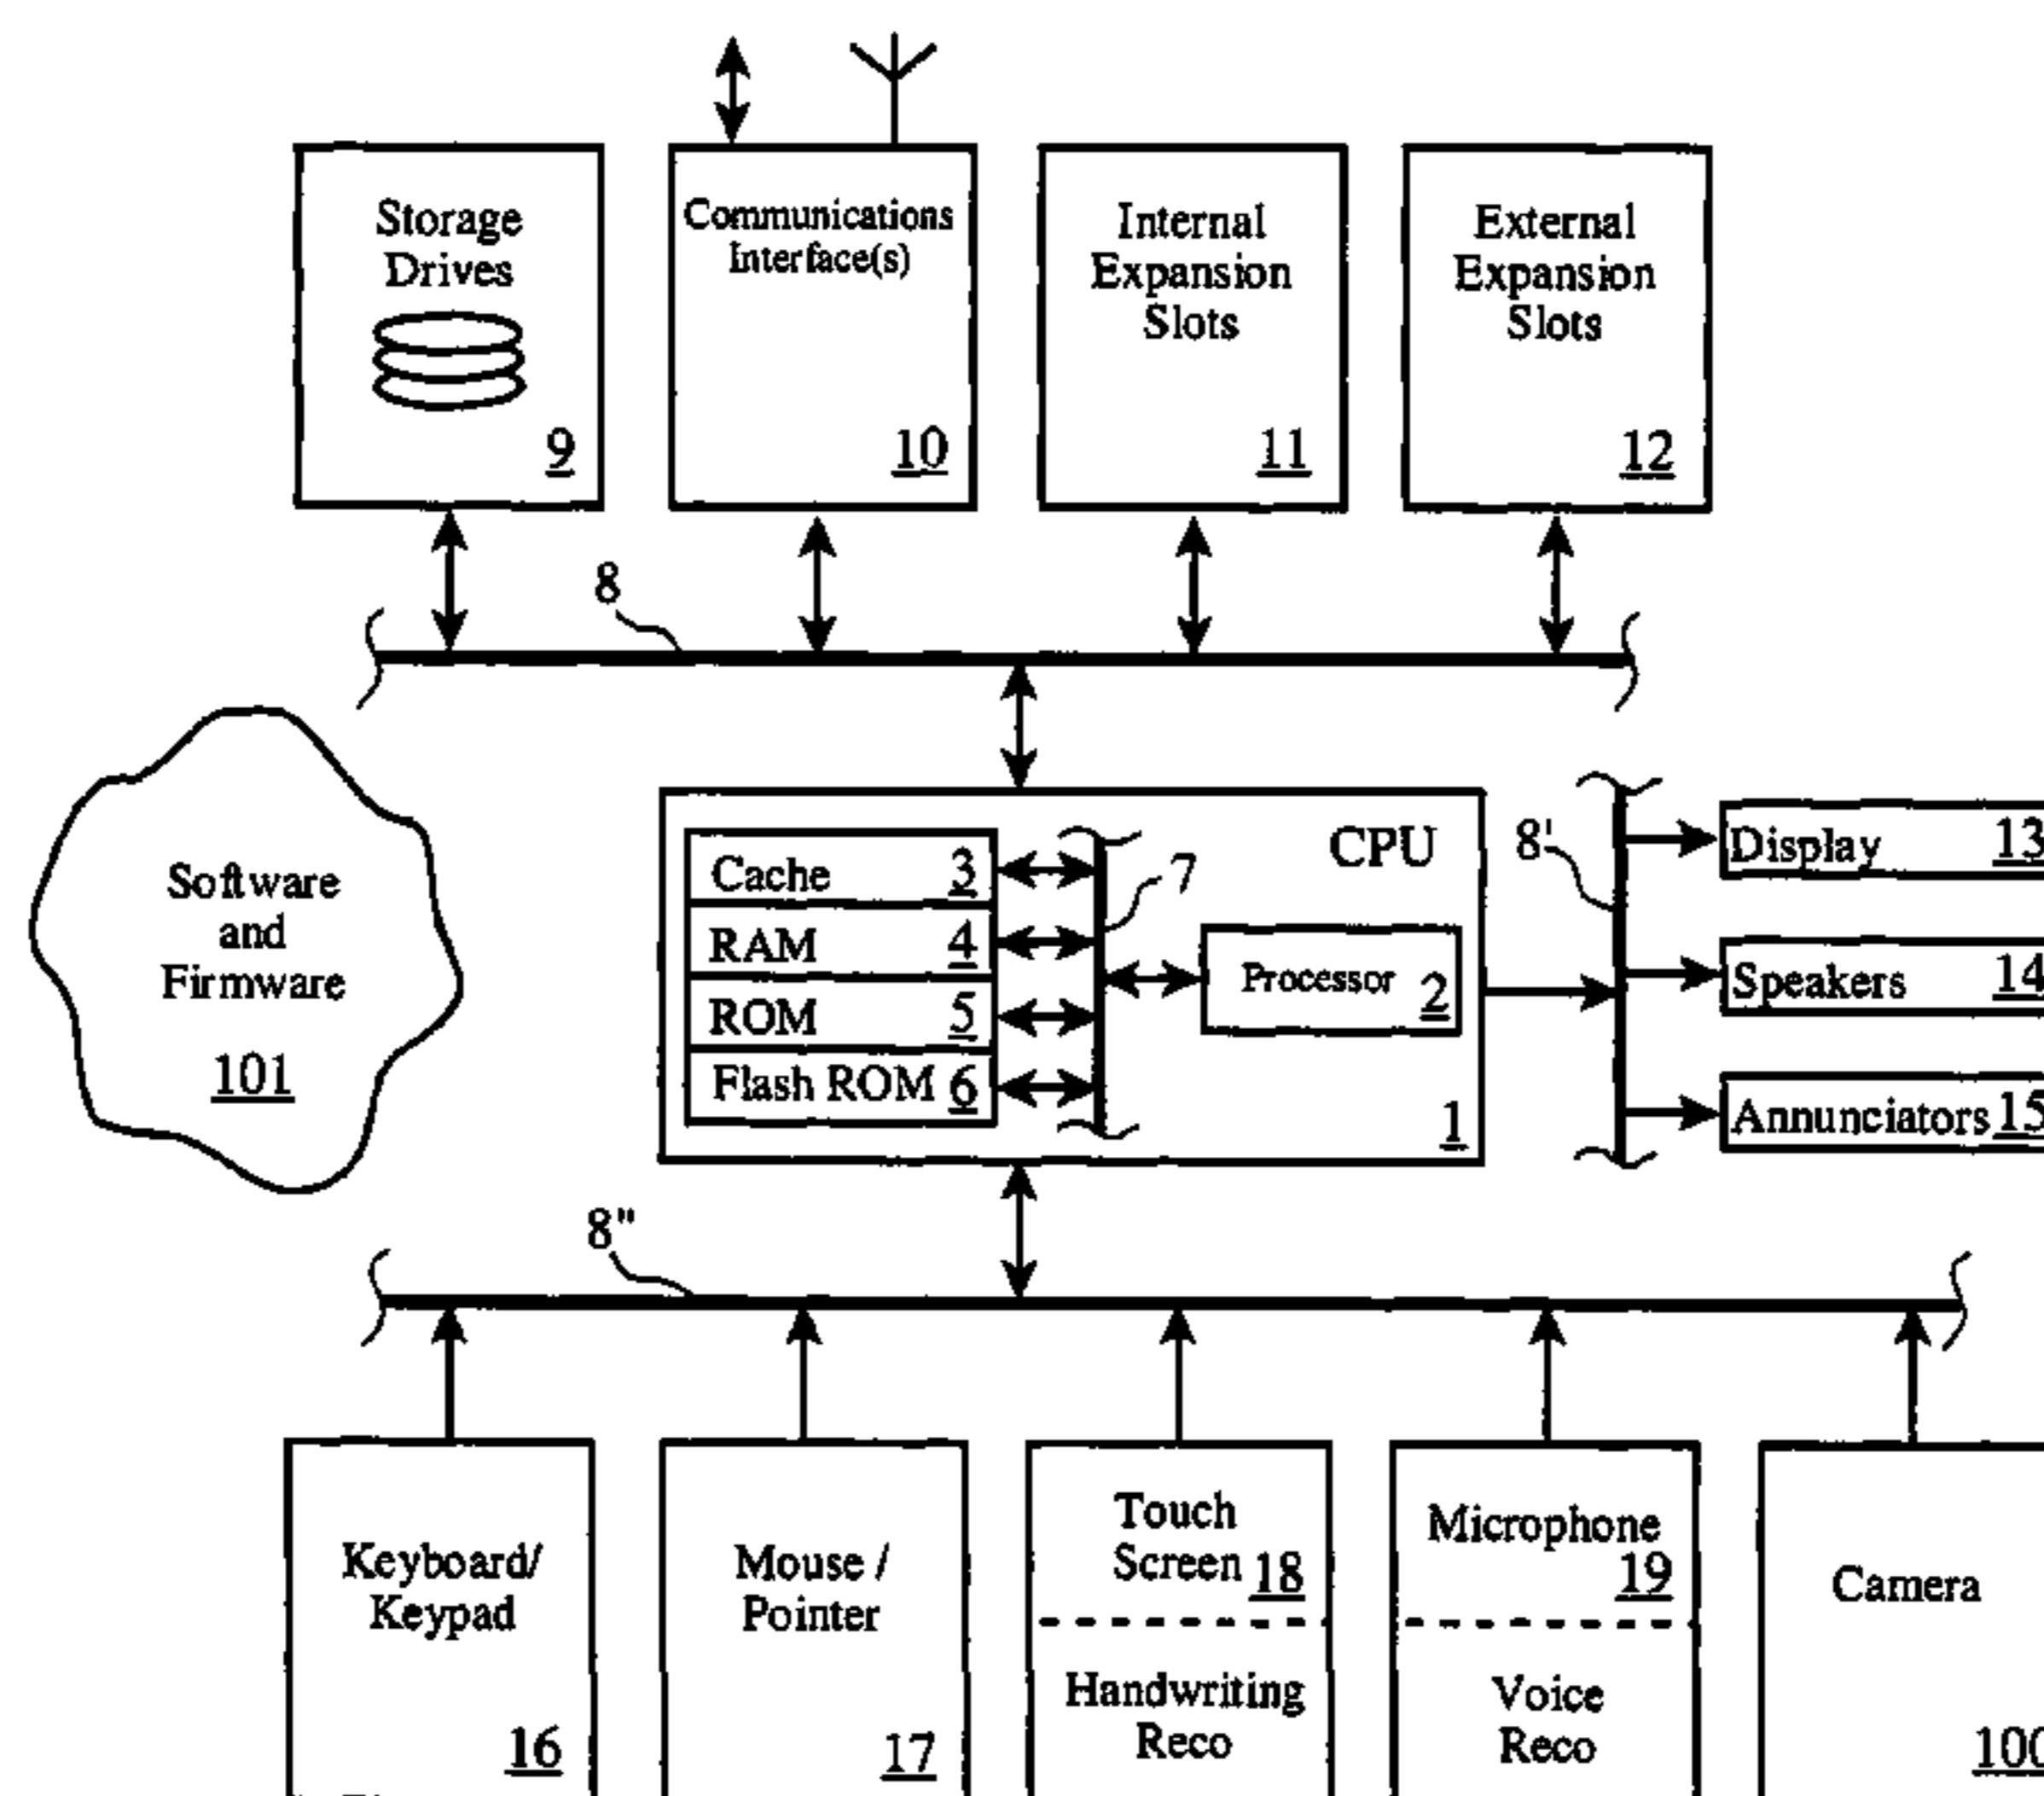 Storage
Drives
9
Communications
Interface(s)
10
Internal
Expansion
Slots
11
External
Expansion
Slots
12
8
Software
and
Firmware
101
CPU
Cache 3
RAM 4
ROM 5
Flash ROM 6
7
Processor 2
1
8'
Display 13
Speakers 14
Annunciators 15
8"
Keyboard/
Keypad
16
Mouse /
Pointer
17
Touch
Screen 18
Handwriting
Reco
Microphone
19
Voice
Reco
Camera
100